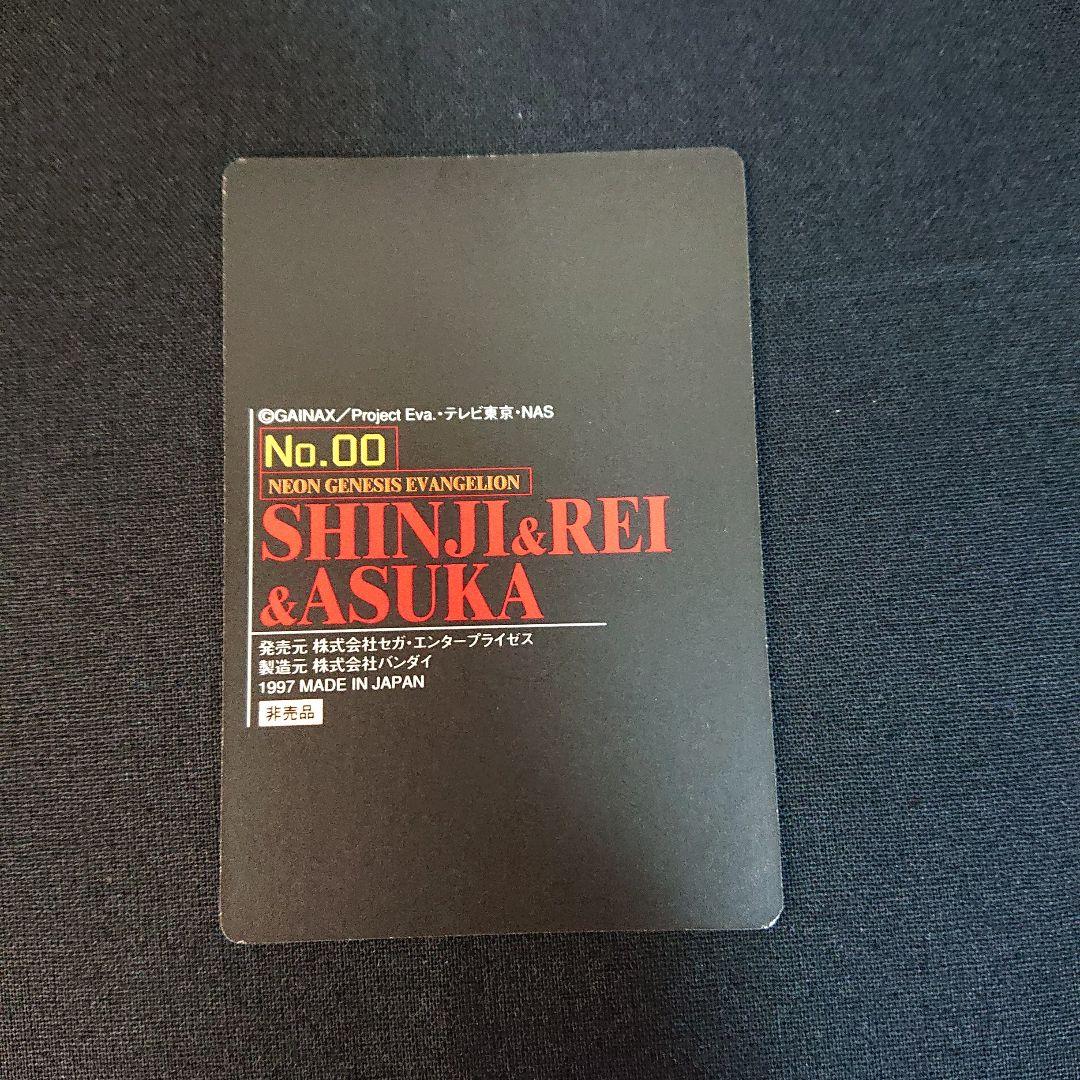 ©GAINAX／Project Eva.・テレビ東京・NAS
No.00
NEON GENESIS EVANGELION
SHINJI&REI
&ASUKA
発売元 株式会社セガ・エンタープライゼス
製造元 株式会社バンダイ
1997 MADE IN JAPAN
非売品